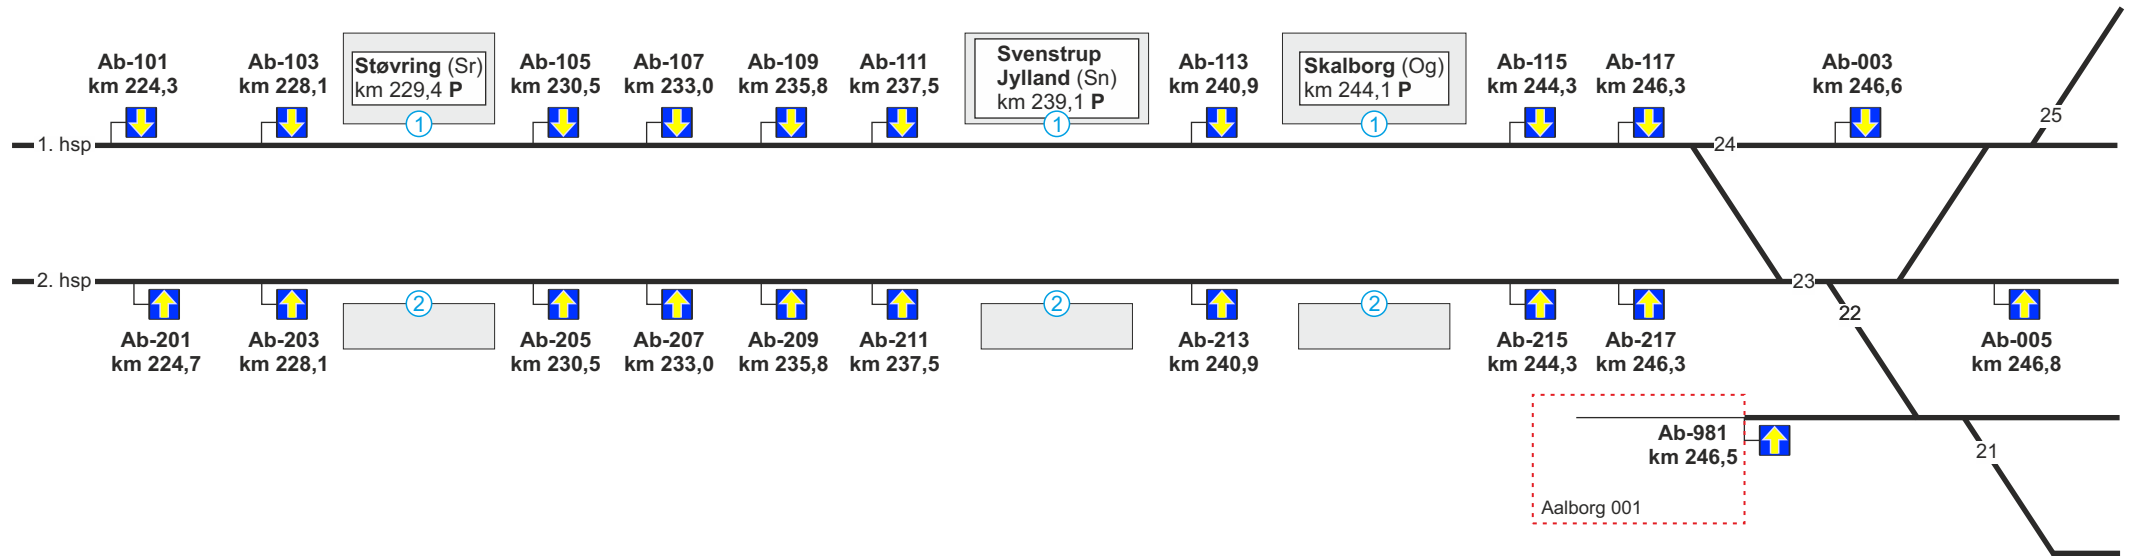 Ab-101
km 224,3
Ab-103
km 228,1
Støvring (Sr)
km 229,4 P
1
Ab-105
km 230,5
Ab-107
km 233,0
Ab-109
km 235,8
Ab-111
km 237,5
Svenstrup
Jylland (Sn)
km 239,1 P
1
Ab-113
km 240,9
Skalborg (Og)
km 244,1 P
1
Ab-115
km 244,3
Ab-117
km 246,3
Ab-003
km 246,6
25
1. hsp
24
2. hsp
23
22
Ab-201
km 224,7
Ab-203
km 228,1
2
Ab-205
km 230,5
Ab-207
km 233,0
Ab-209
km 235,8
Ab-211
km 237,5
2
Ab-213
km 240,9
2
Ab-215
km 244,3
Ab-217
km 246,3
Ab-005
km 246,8
Ab-981
km 246,5
21
Aalborg 001